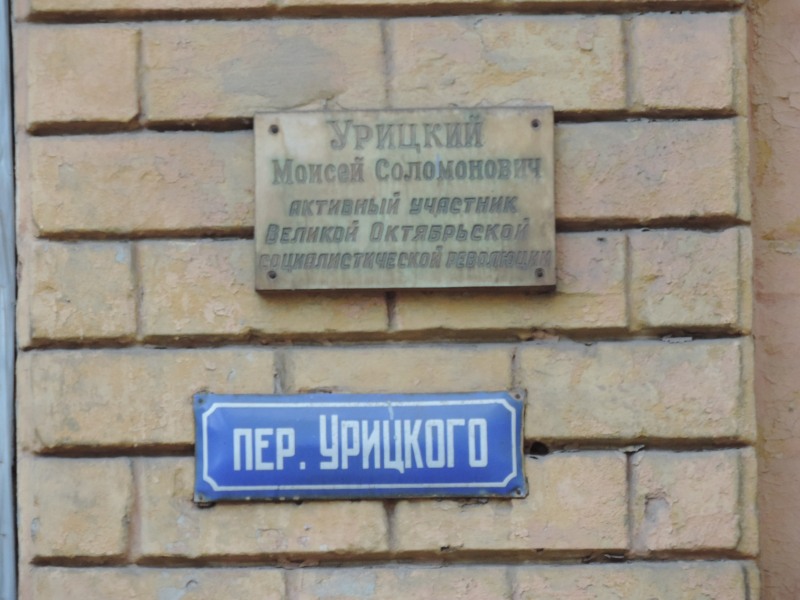 Урицкий
Моисей Соломонович
активный участник
Великой Октябрьской
социалистической революции
пер. Урицкого